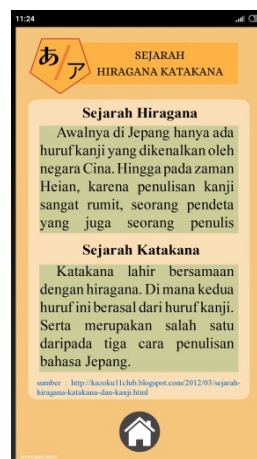 11:24
あ/ア
SEJARAH
HIRAGANA KATAKANA
Sejarah Hiragana
Awalnya di Jepang hanya ada
huruf kanji yang dikenalkan oleh
negara Cina. Hingga pada zaman
Heian, karena penulisan kanji
sangat rumit, seorang pendeta
yang juga seorang penulis
Sejarah Katakana
Katakana lahir bersamaan
dengan hiragana. Di mana kedua
huruf ini berasal dari huruf kanji.
Serta merupakan salah satu
daripada tiga cara penulisan
bahasa Jepang.
sumber : http://kazoku11club.blogspot.com/2012/03/sejarah-
hiragana-katakana-dan-kanji.html